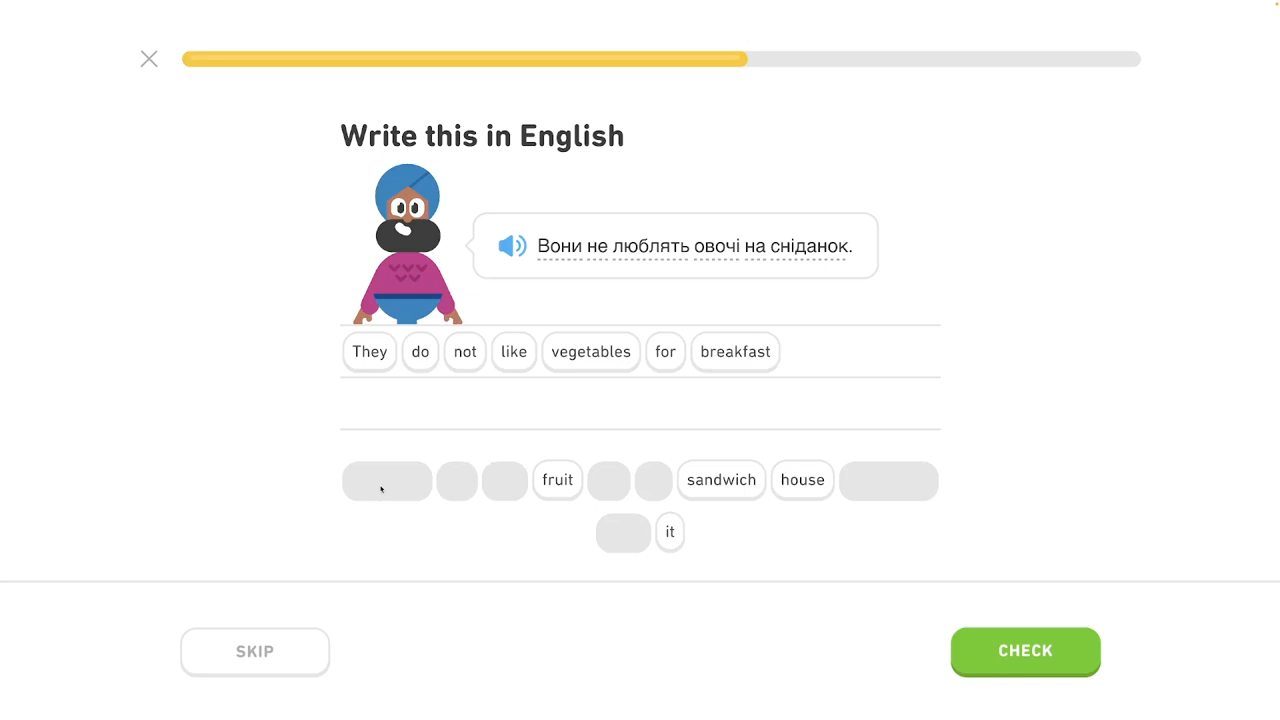 Write this in English
Вони не люблять овочі на сніданок.
They do not like vegetables for breakfast
fruit sandwich house
it
SKIP CHECK